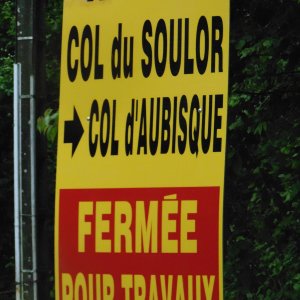 COL du SOULOR
➔ COL d'AUBISQUE
FERMÉE
POUR TRAVAUX